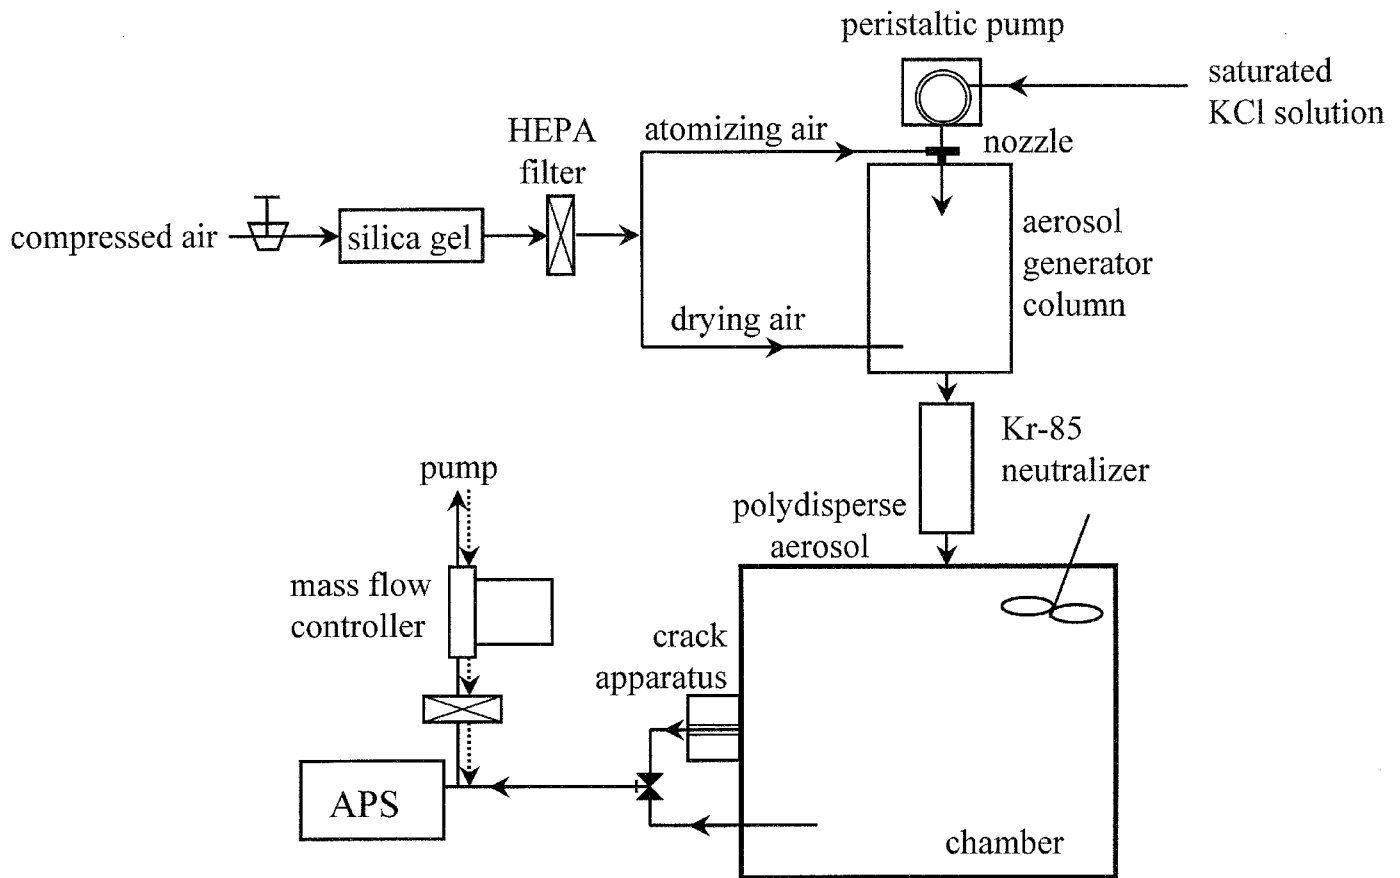 peristaltic pump
saturated
KCl solution
HEPA
filter
atomizing air
nozzle
compressed air
silica gel
aerosol
generator
column
drying air
Kr-85
neutralizer
pump
polydisperse
aerosol
mass flow
controller
crack
apparatus
APS
chamber